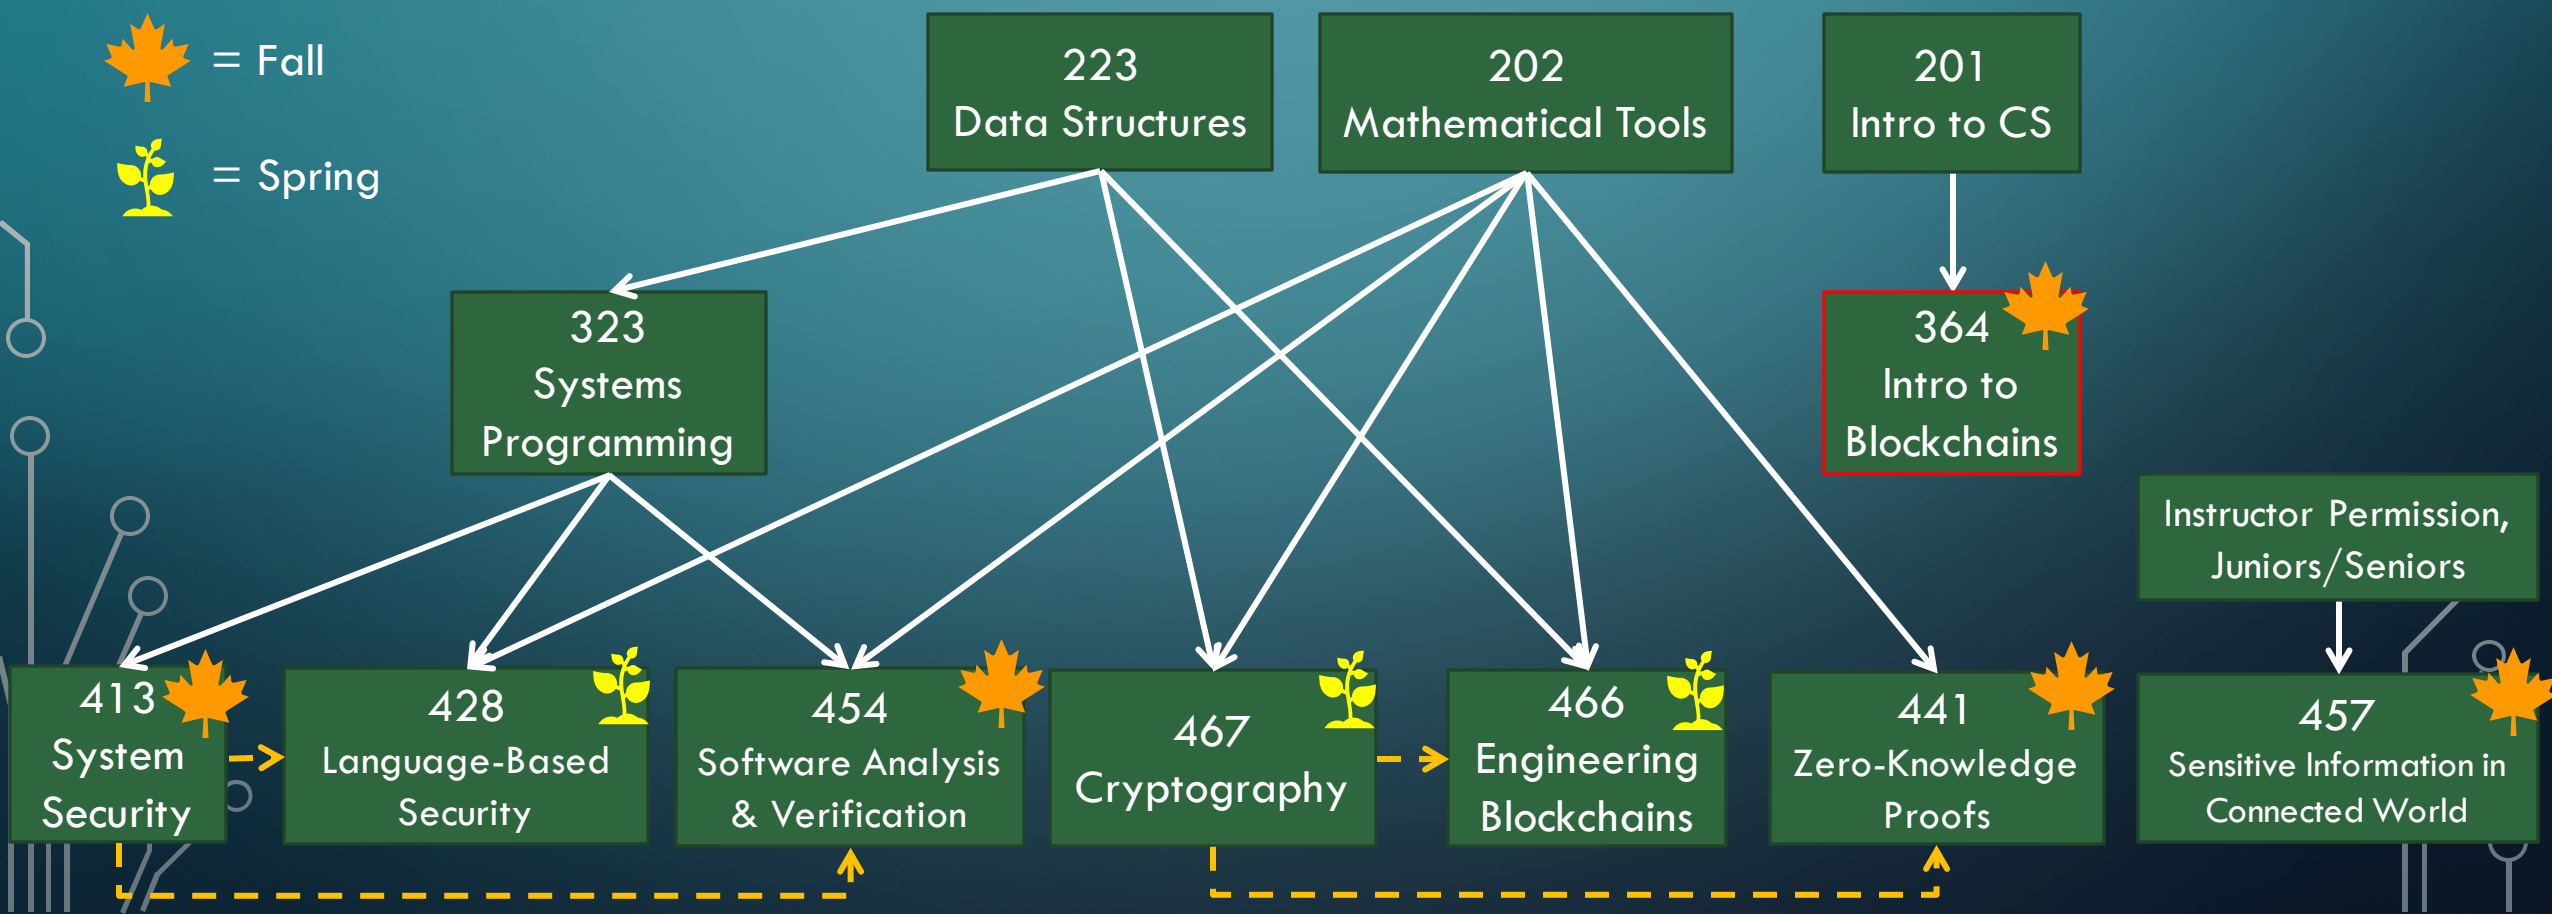 = Fall
= Spring
223
Data Structures
202
Mathematical Tools
201
Intro to CS
323
Systems
Programming
364
Intro to
Blockchains
Instructor Permission,
Juniors/Seniors
413
System
Security
428
Language-Based
Security
454
Software Analysis
& Verification
467
Cryptography
466
Engineering
Blockchains
441
Zero-Knowledge
Proofs
457
Sensitive Information in
Connected World